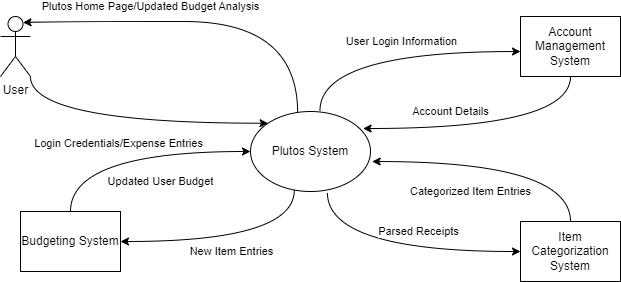 Plutos Home Page/Updated Budget Analysis
User
User Login Information
Account
Management
System
Account Details
Login Credentials/Expense Entries
Plutos System
Updated User Budget
Categorized Item Entries
Budgeting System
New Item Entries
Parsed Receipts
Item
Categorization
System